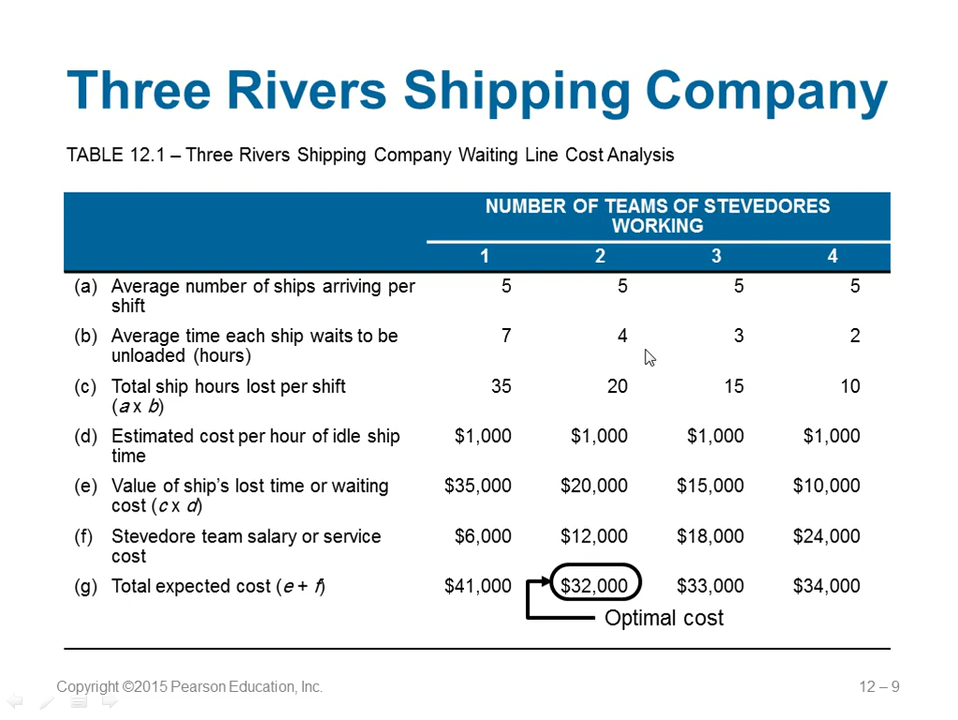 Three Rivers Shipping Company
TABLE 12.1 – Three Rivers Shipping Company Waiting Line Cost Analysis
NUMBER OF TEAMS OF STEVEDORES
WORKING
1 2 3 4
(a) Average number of ships arriving per 5 5 5 5
shift
(b) Average time each ship waits to be 7 4 3 2
unloaded (hours)
(c) Total ship hours lost per shift 35 20 15 10
(a x b)
(d) Estimated cost per hour of idle ship $1,000 $1,000 $1,000 $1,000
time
(e) Value of ship's lost time or waiting $35,000 $20,000 $15,000 $10,000
cost (c x d)
(f) Stevedore team salary or service $6,000 $12,000 $18,000 $24,000
cost
(g) Total expected cost (e + f) $41,000 $32,000 $33,000 $34,000
Optimal cost
Copyright ©2015 Pearson Education, Inc. 12 – 9